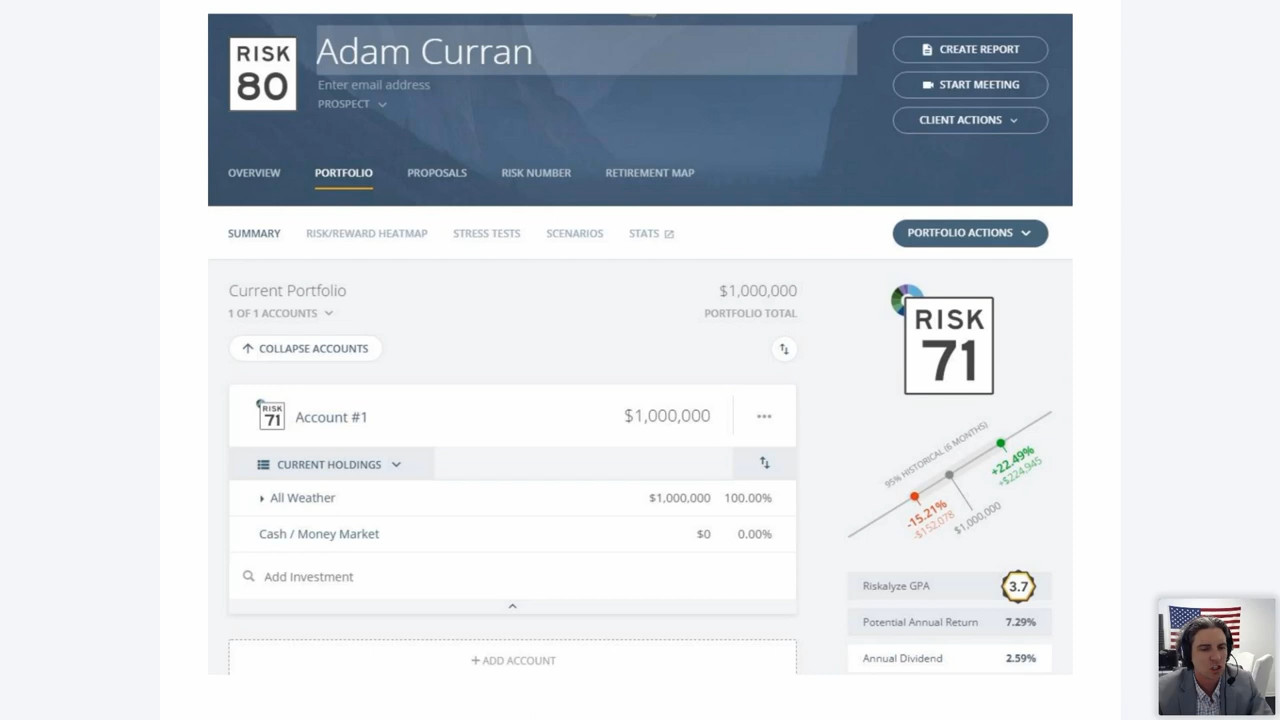 RISK
80
Adam Curran
Enter email address
PROSPECT
CREATE REPORT
START MEETING
CLIENT ACTIONS
OVERVIEW PORTFOLIO PROPOSALS RISK NUMBER RETIREMENT MAP
SUMMARY RISK/REWARD HEATMAP STRESS TESTS SCENARIOS STATS
PORTFOLIO ACTIONS
Current Portfolio $1,000,000
1 OF 1 ACCOUNTS PORTFOLIO TOTAL
COLLAPSE ACCOUNTS
RISK
71
Account #1 $1,000,000
CURRENT HOLDINGS
All Weather $1,000,000 100.00%
Cash / Money Market $0 0.00%
Add Investment
+ ADD ACCOUNT
RISK
71
95% HISTORICAL (6 MONTHS)
+22.49%
+$224,945
-15.21%
-$152,078
$1,000,000
Riskalyze GPA 3.7
Potential Annual Return 7.29%
Annual Dividend 2.59%